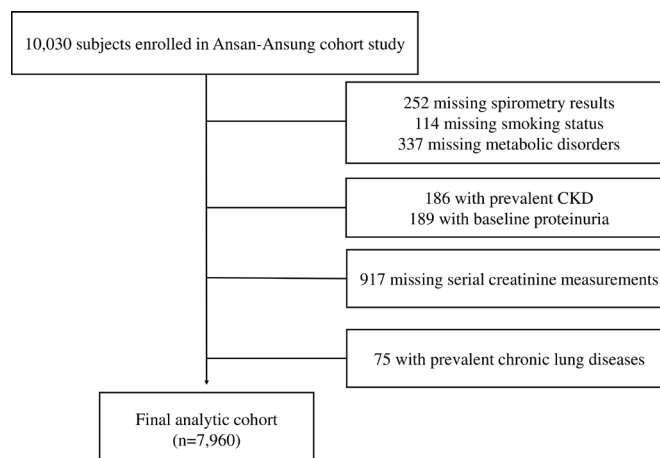 10,030 subjects enrolled in Ansan-Ansung cohort study
252 missing spirometry results
114 missing smoking status
337 missing metabolic disorders
186 with prevalent CKD
189 with baseline proteinuria
917 missing serial creatinine measurements
75 with prevalent chronic lung diseases
Final analytic cohort
(n=7,960)